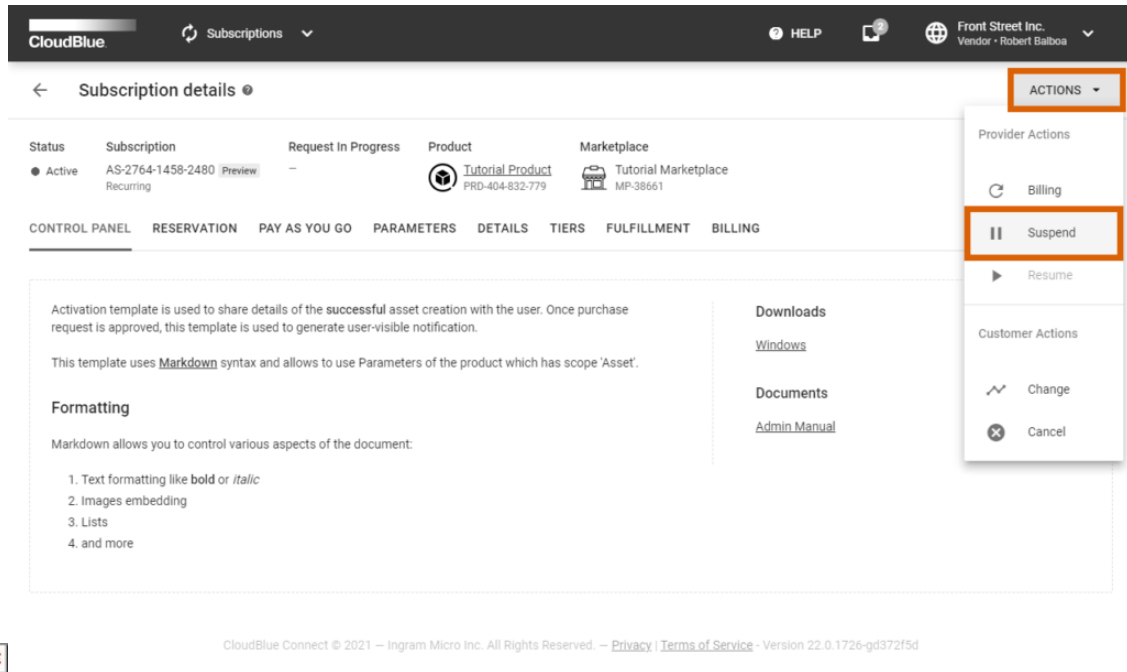 CloudBlue.
Subscriptions
HELP
2
Front Street Inc.
Vendor • Robert Balboa
Subscription details
ACTIONS
Status
Subscription
Request In Progress
Product
Marketplace
Active
AS-2764-1458-2480 Preview
Recurring
–
Tutorial Product
PRD-404-832-779
Tutorial Marketplace
MP-38661
CONTROL PANEL RESERVATION PAY AS YOU GO PARAMETERS DETAILS TIERS FULFILLMENT BILLING
Provider Actions
Billing
Suspend
Resume
Customer Actions
Change
Cancel
Activation template is used to share details of the successful asset creation with the user. Once purchase
request is approved, this template is used to generate user-visible notification.
This template uses Markdown syntax and allows to use Parameters of the product which has scope 'Asset'.
Formatting
Markdown allows you to control various aspects of the document:
1. Text formatting like bold or italic
2. Images embedding
3. Lists
4. and more
Downloads
Windows
Documents
Admin Manual
CloudBlue Connect © 2021 — Ingram Micro Inc. All Rights Reserved. — Privacy | Terms of Service - Version 22.0.1726-gd372f5d